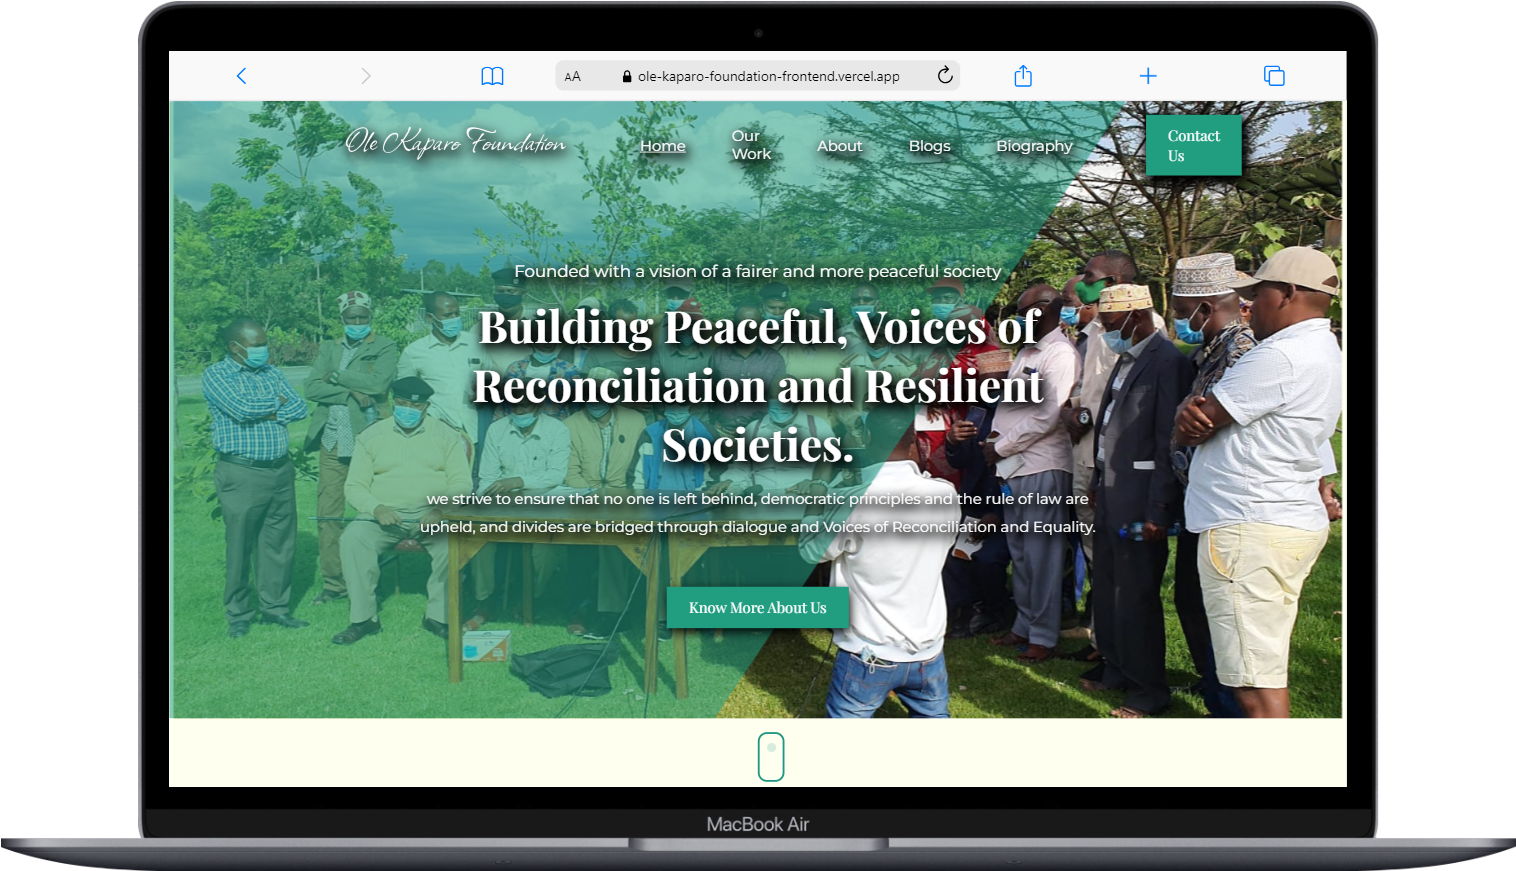 AA ole-kaparo-foundation-frontend.vercel.app
Ole Kaparo Foundation
Home
Our
Work
About
Blogs
Biography
Contact
Us
Founded with a vision of a fairer and more peaceful society
Building Peaceful, Voices of
Reconciliation and Resilient
Societies.
we strive to ensure that no one is left behind, democratic principles and the rule of law are
upheld, and divides are bridged through dialogue and Voices of Reconciliation and Equality.
Know More About Us
MacBook Air